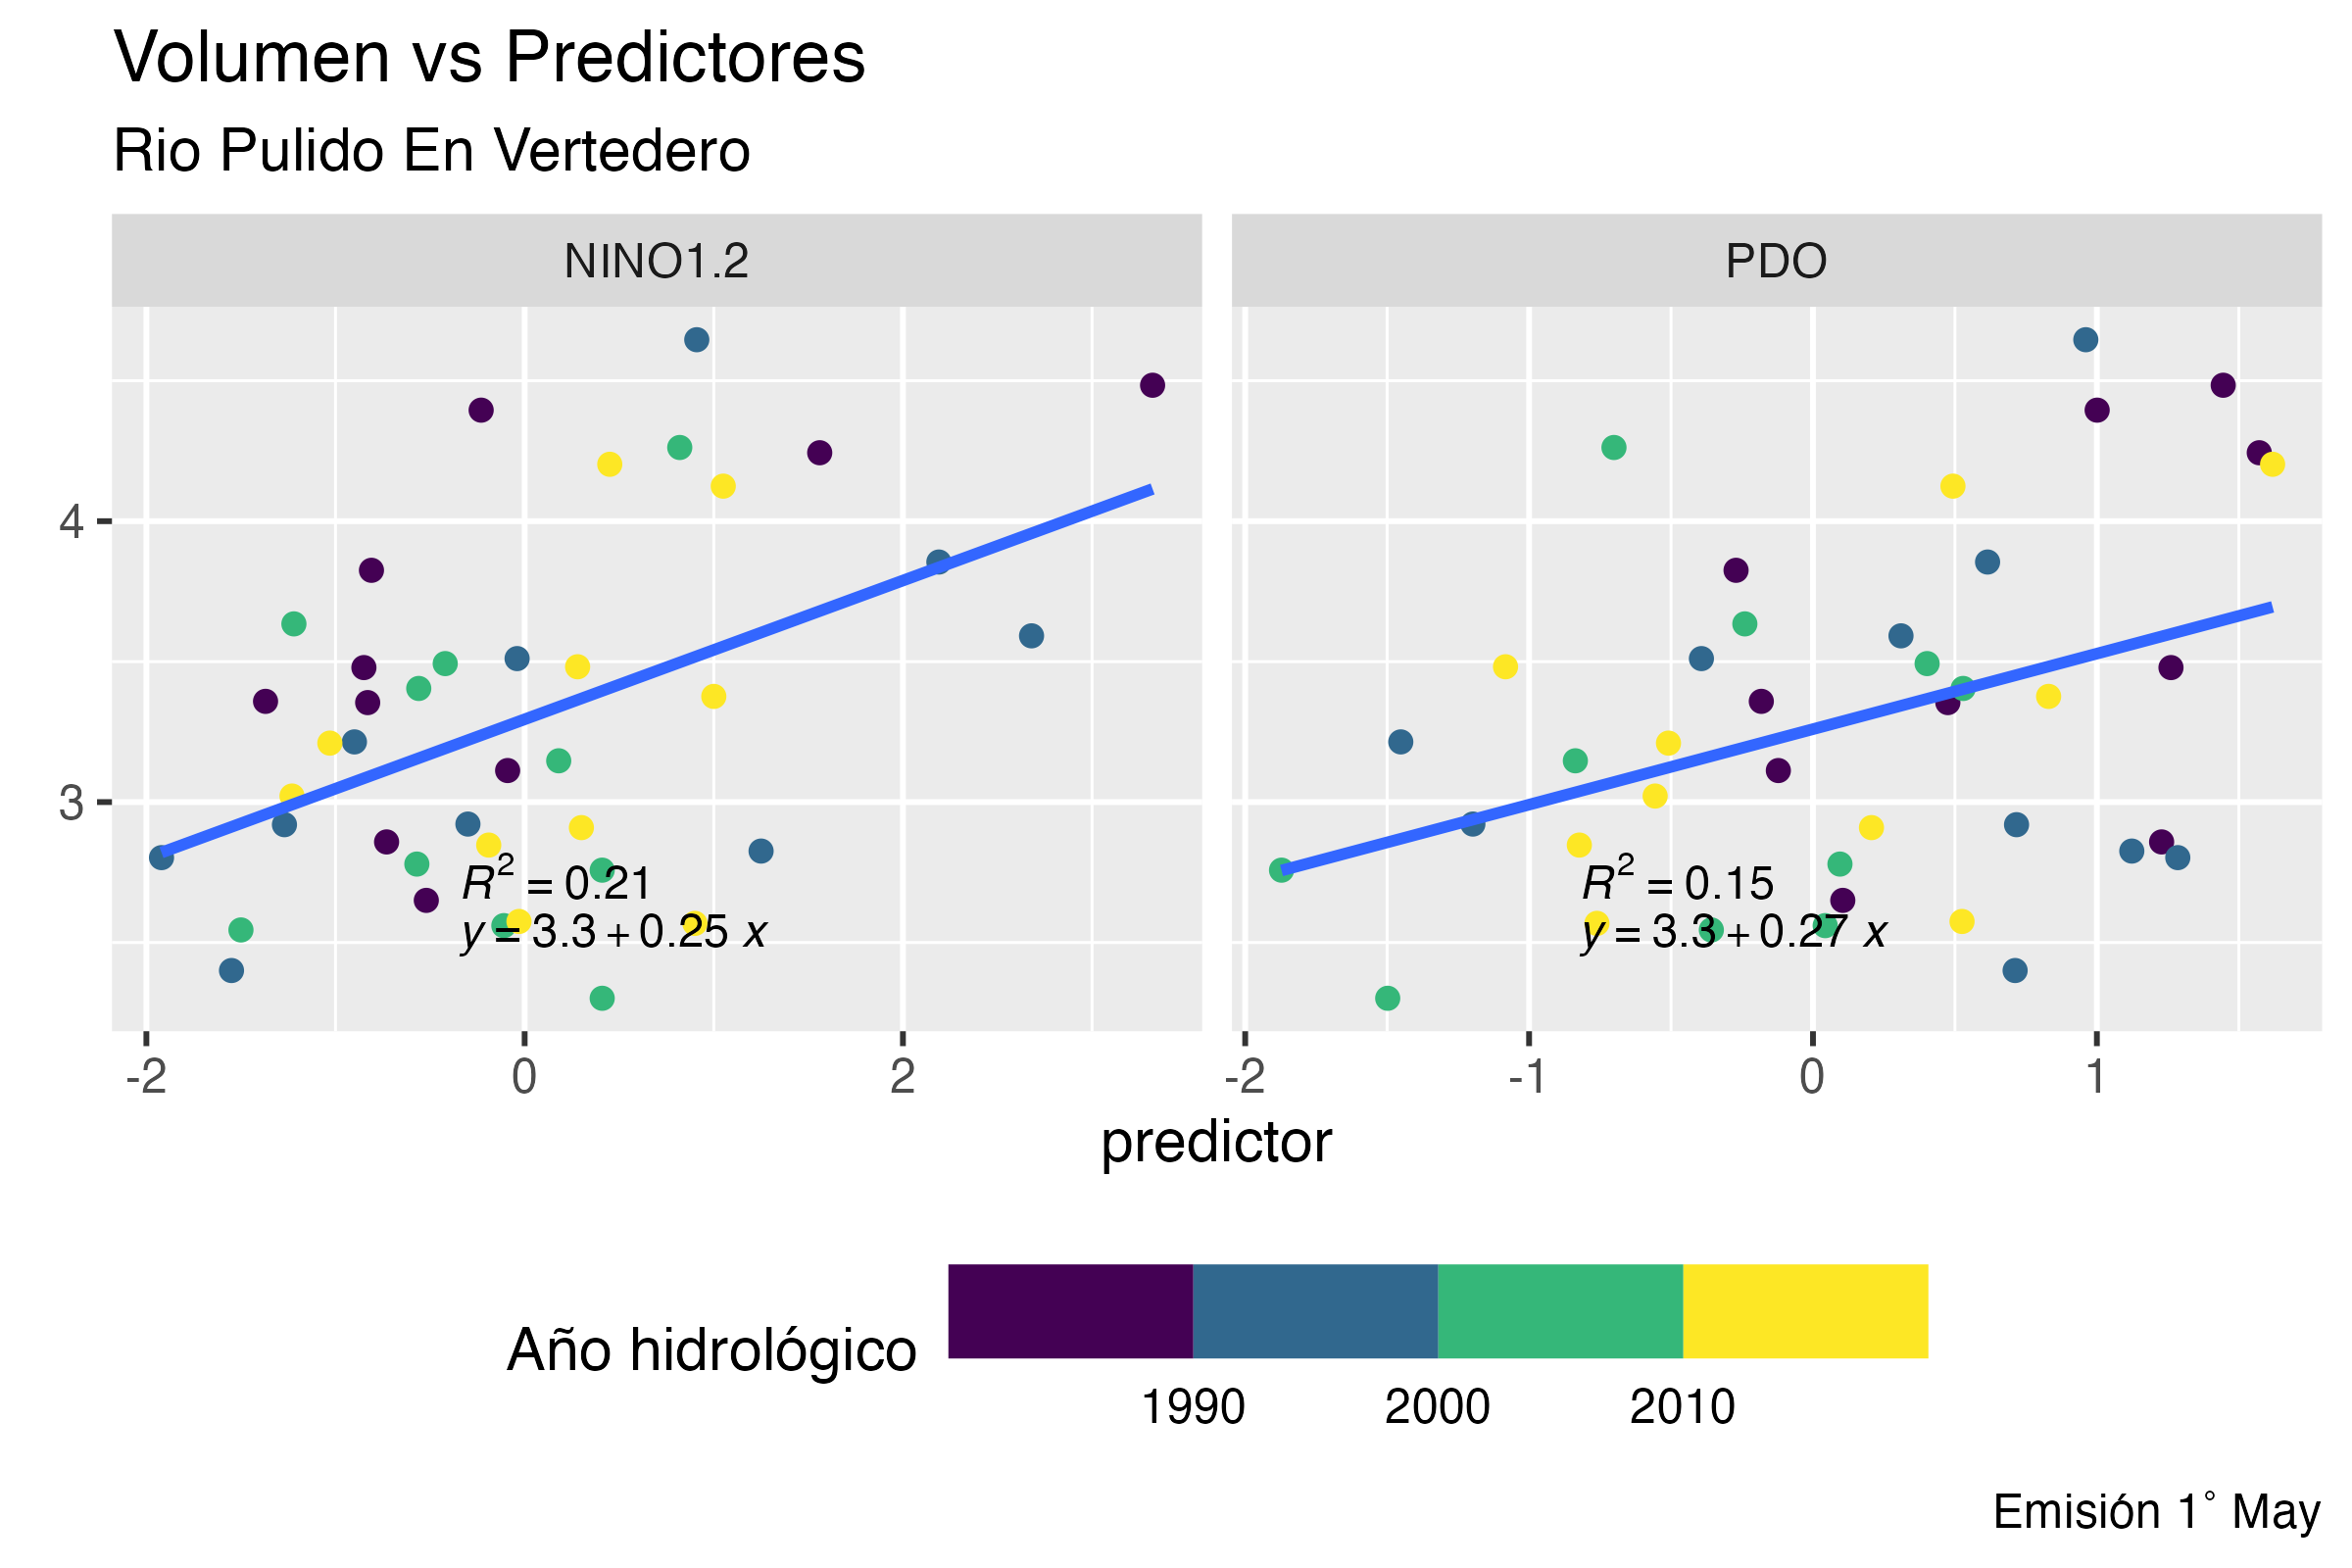 Volumen vs Predictores
Rio Pulido En Vertedero
NINO1.2
PDO
4
3
R² = 0.21
y = 3.3 + 0.25 x
R² = 0.15
y = 3.3 + 0.27 x
-2 0 2
-2 -1 0 1
predictor
Año hidrológico
1990 2000 2010
Emisión 1° May